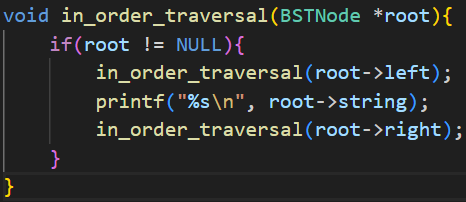 void in_order_traversal(BSTNode *root){
    if(root != NULL){
        in_order_traversal(root->left);
        printf("%s\n", root->string);
        in_order_traversal(root->right);
    }
}